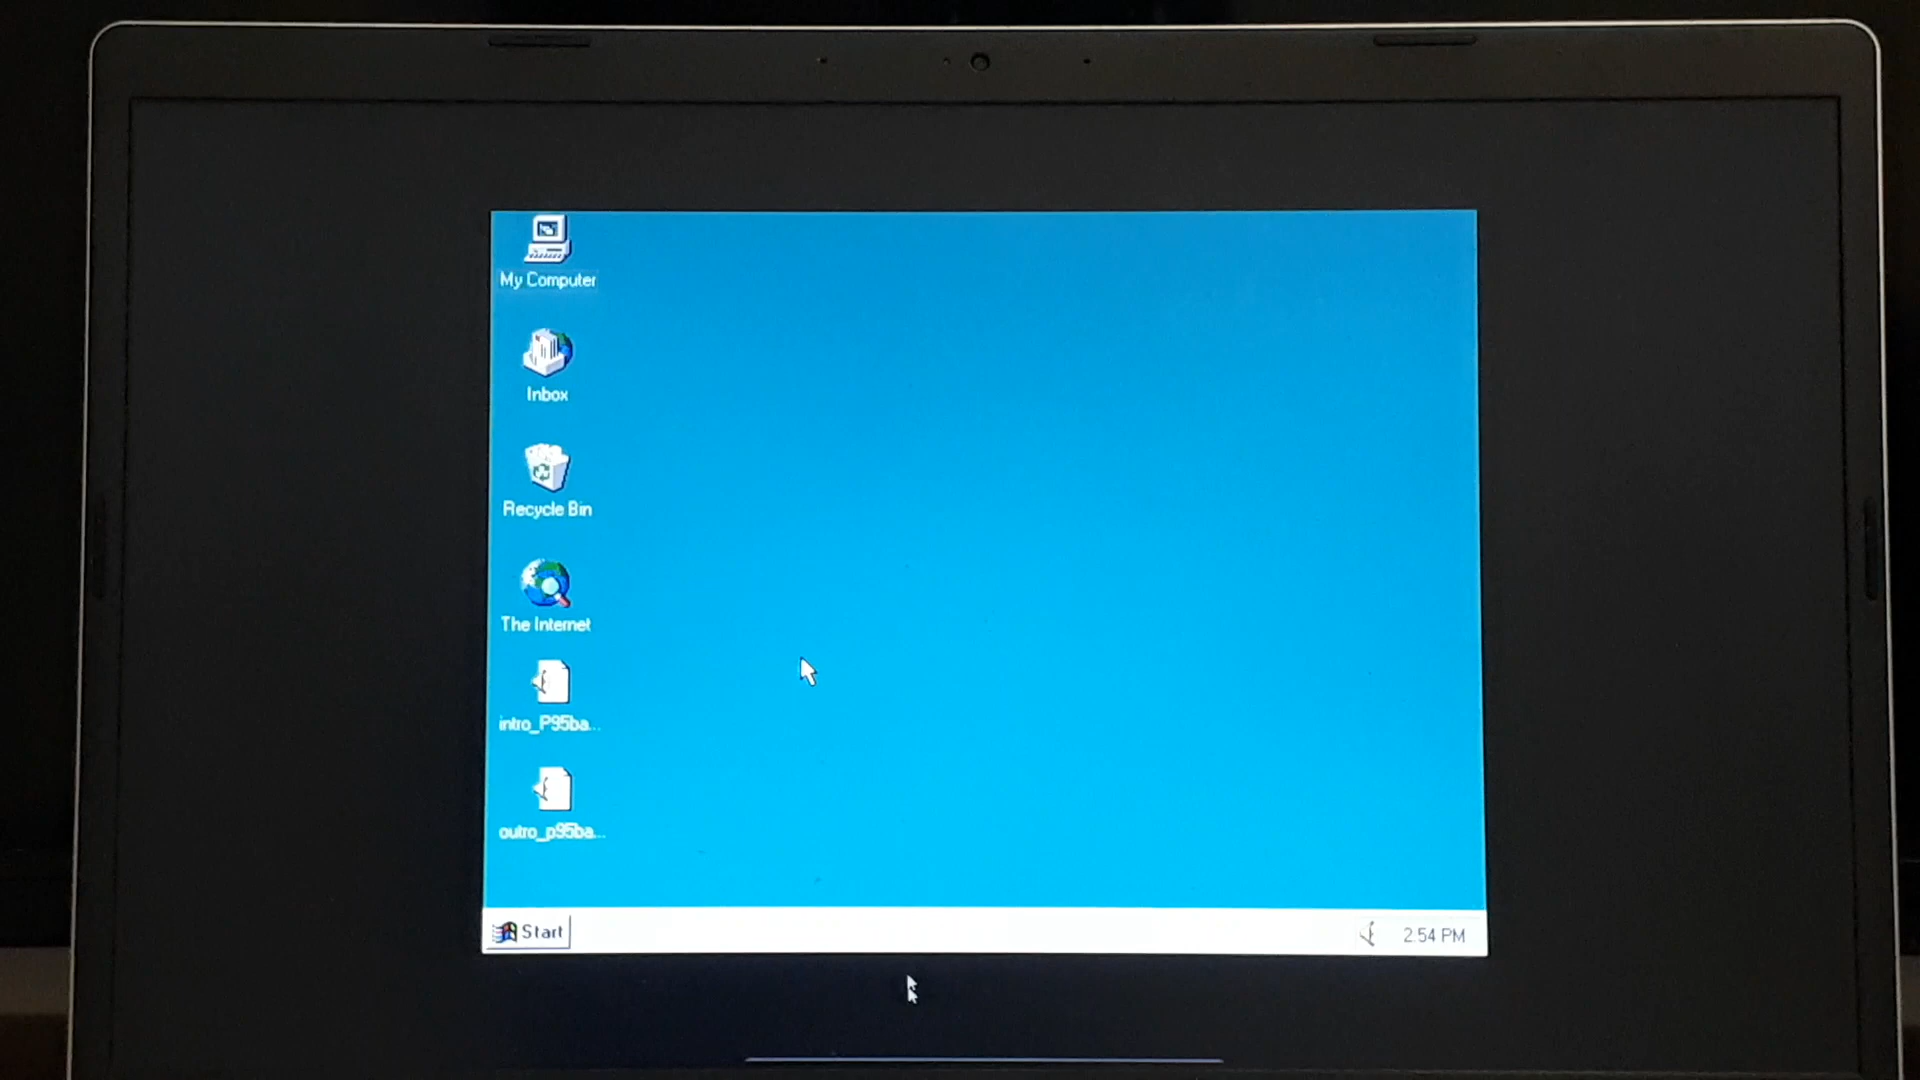 My Computer
Inbox
Recycle Bin
The Internet
intro_P95ba...
outro_p95ba...
Start
2:54 PM